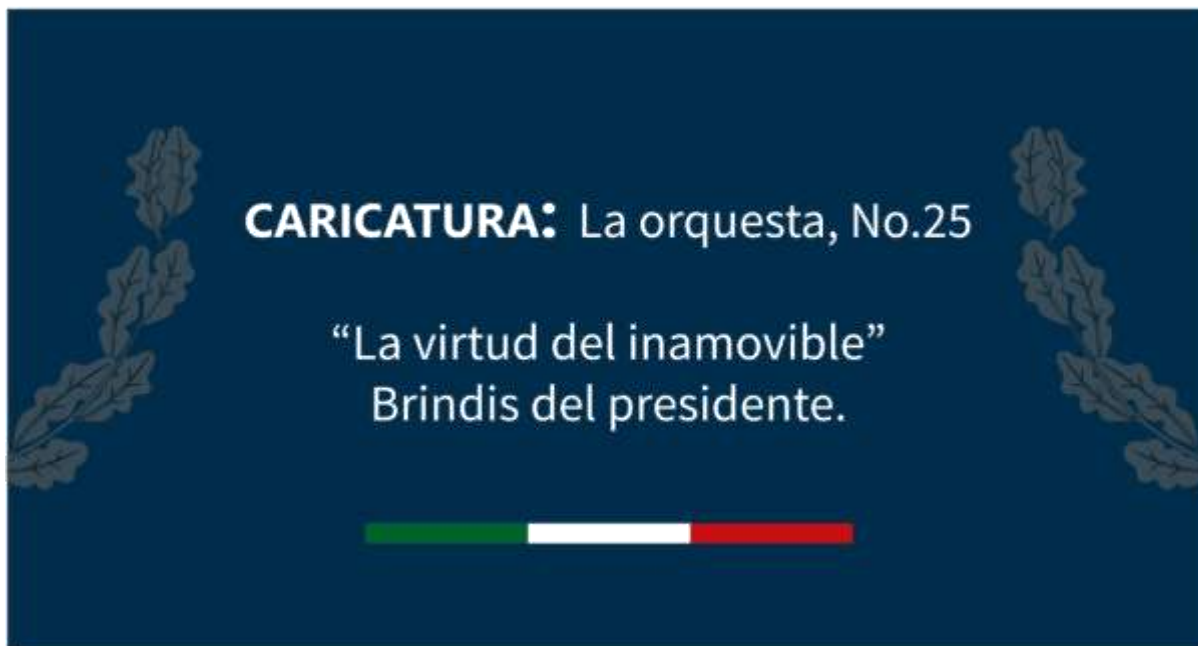 CARICATURA: La orquesta, No.25
“La virtud del inamovible”
Brindis del presidente.